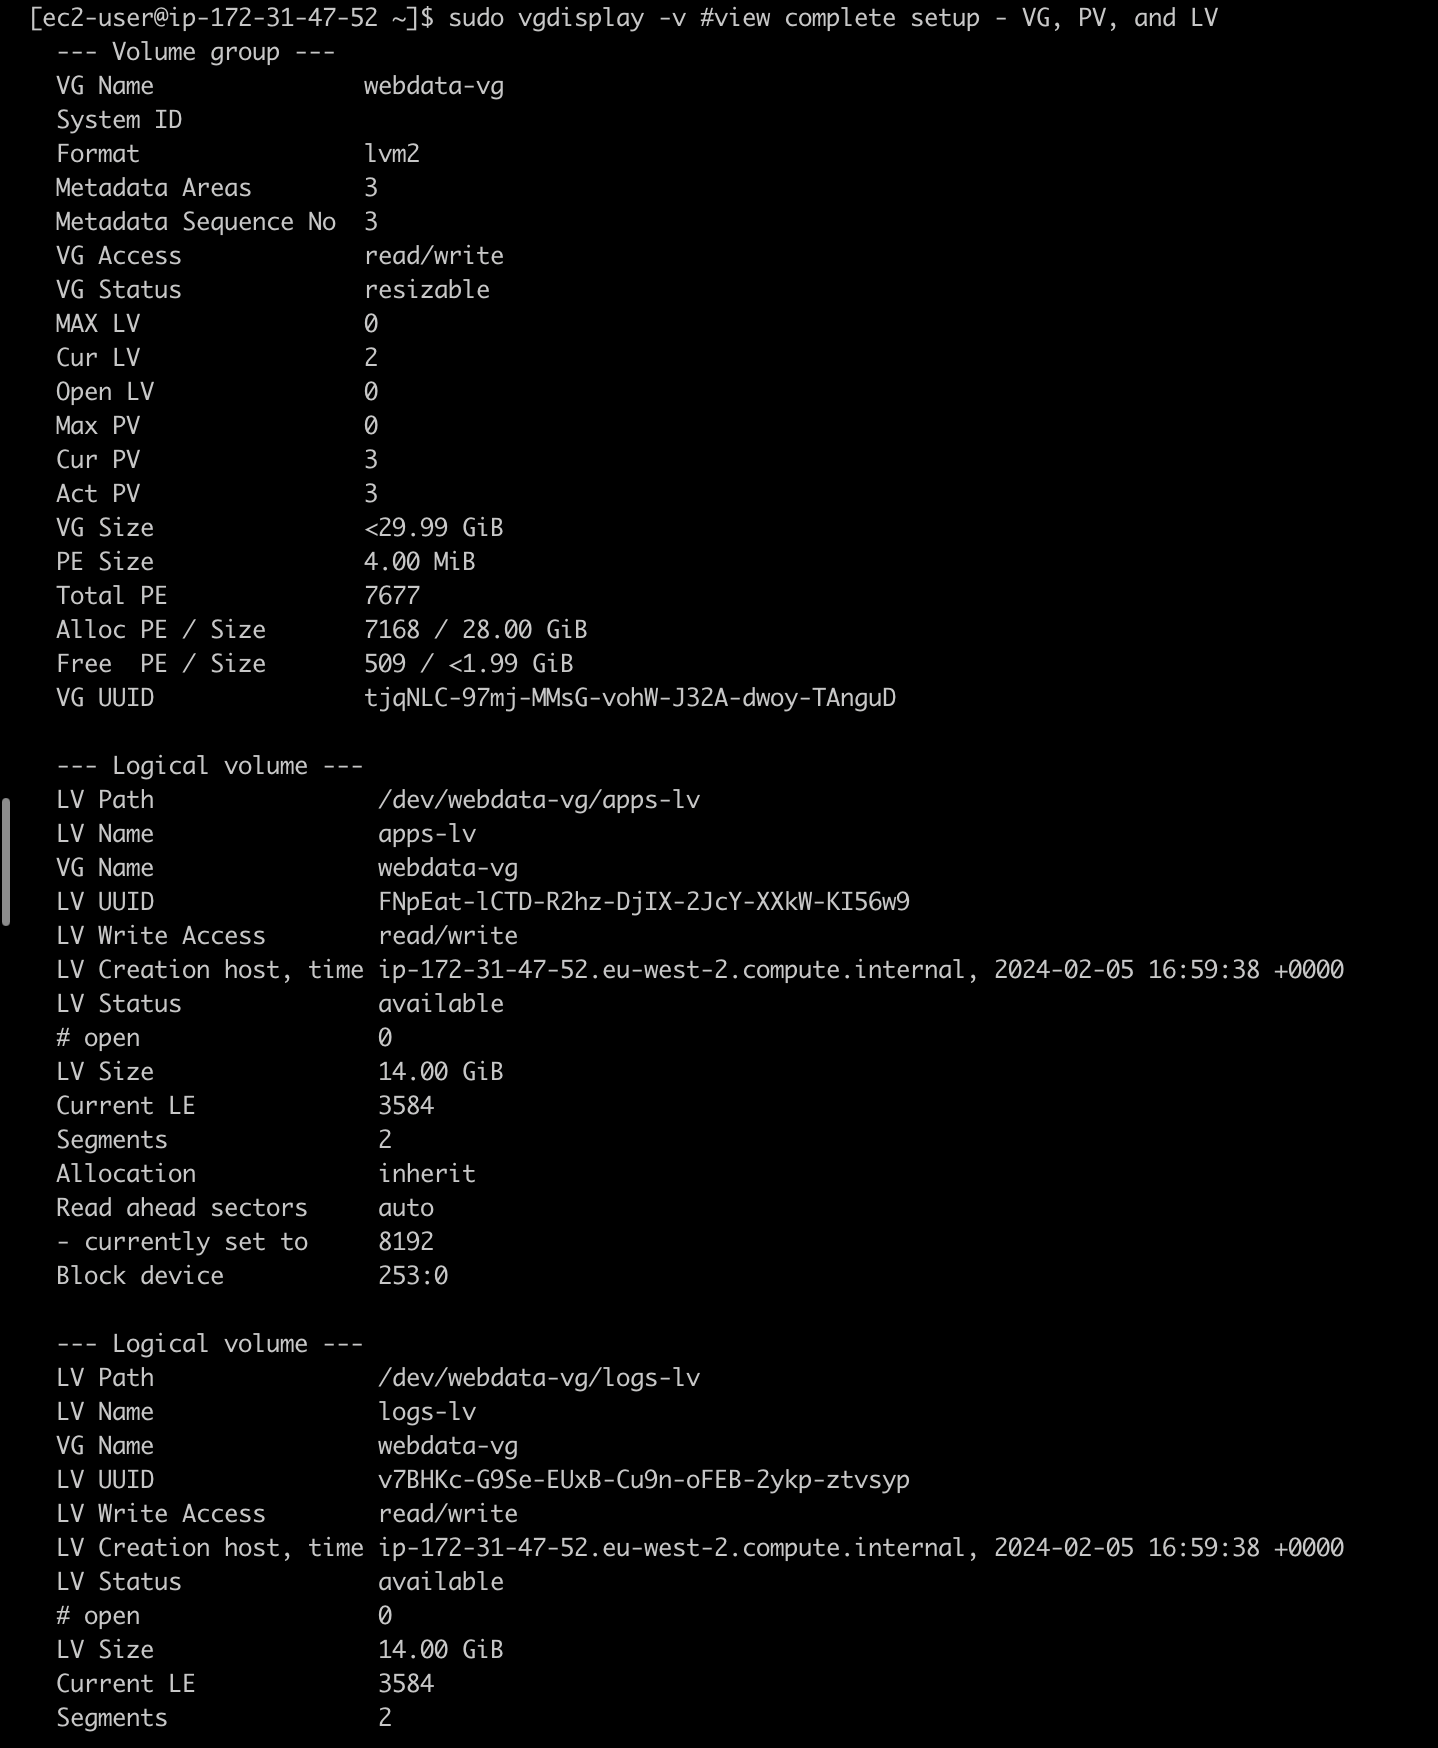 [ec2-user@ip-172-31-47-52 ~]$ sudo vgdisplay -v #view complete setup - VG, PV, and LV
  --- Volume group ---
  VG Name               webdata-vg
  System ID
  Format                lvm2
  Metadata Areas        3
  Metadata Sequence No  3
  VG Access             read/write
  VG Status             resizable
  MAX LV                0
  Cur LV                2
  Open LV               0
  Max PV                0
  Cur PV                3
  Act PV                3
  VG Size               <29.99 GiB
  PE Size               4.00 MiB
  Total PE              7677
  Alloc PE / Size       7168 / 28.00 GiB
  Free  PE / Size       509 / <1.99 GiB
  VG UUID               tjqNLC-97mj-MMsG-vohW-J32A-dwoy-TAnguD

  --- Logical volume ---
  LV Path                /dev/webdata-vg/apps-lv
  LV Name                apps-lv
  VG Name                webdata-vg
  LV UUID                FNpEat-lCTD-R2hz-DjIX-2JcY-XXkW-KI56w9
  LV Write Access        read/write
  LV Creation host, time ip-172-31-47-52.eu-west-2.compute.internal, 2024-02-05 16:59:38 +0000
  LV Status              available
  # open                 0
  LV Size                14.00 GiB
  Current LE             3584
  Segments               2
  Allocation             inherit
  Read ahead sectors     auto
  - currently set to     8192
  Block device           253:0

  --- Logical volume ---
  LV Path                /dev/webdata-vg/logs-lv
  LV Name                logs-lv
  VG Name                webdata-vg
  LV UUID                v7BHKc-G9Se-EUxB-Cu9n-oFEB-2ykp-ztvsyp
  LV Write Access        read/write
  LV Creation host, time ip-172-31-47-52.eu-west-2.compute.internal, 2024-02-05 16:59:38 +0000
  LV Status              available
  # open                 0
  LV Size                14.00 GiB
  Current LE             3584
  Segments               2